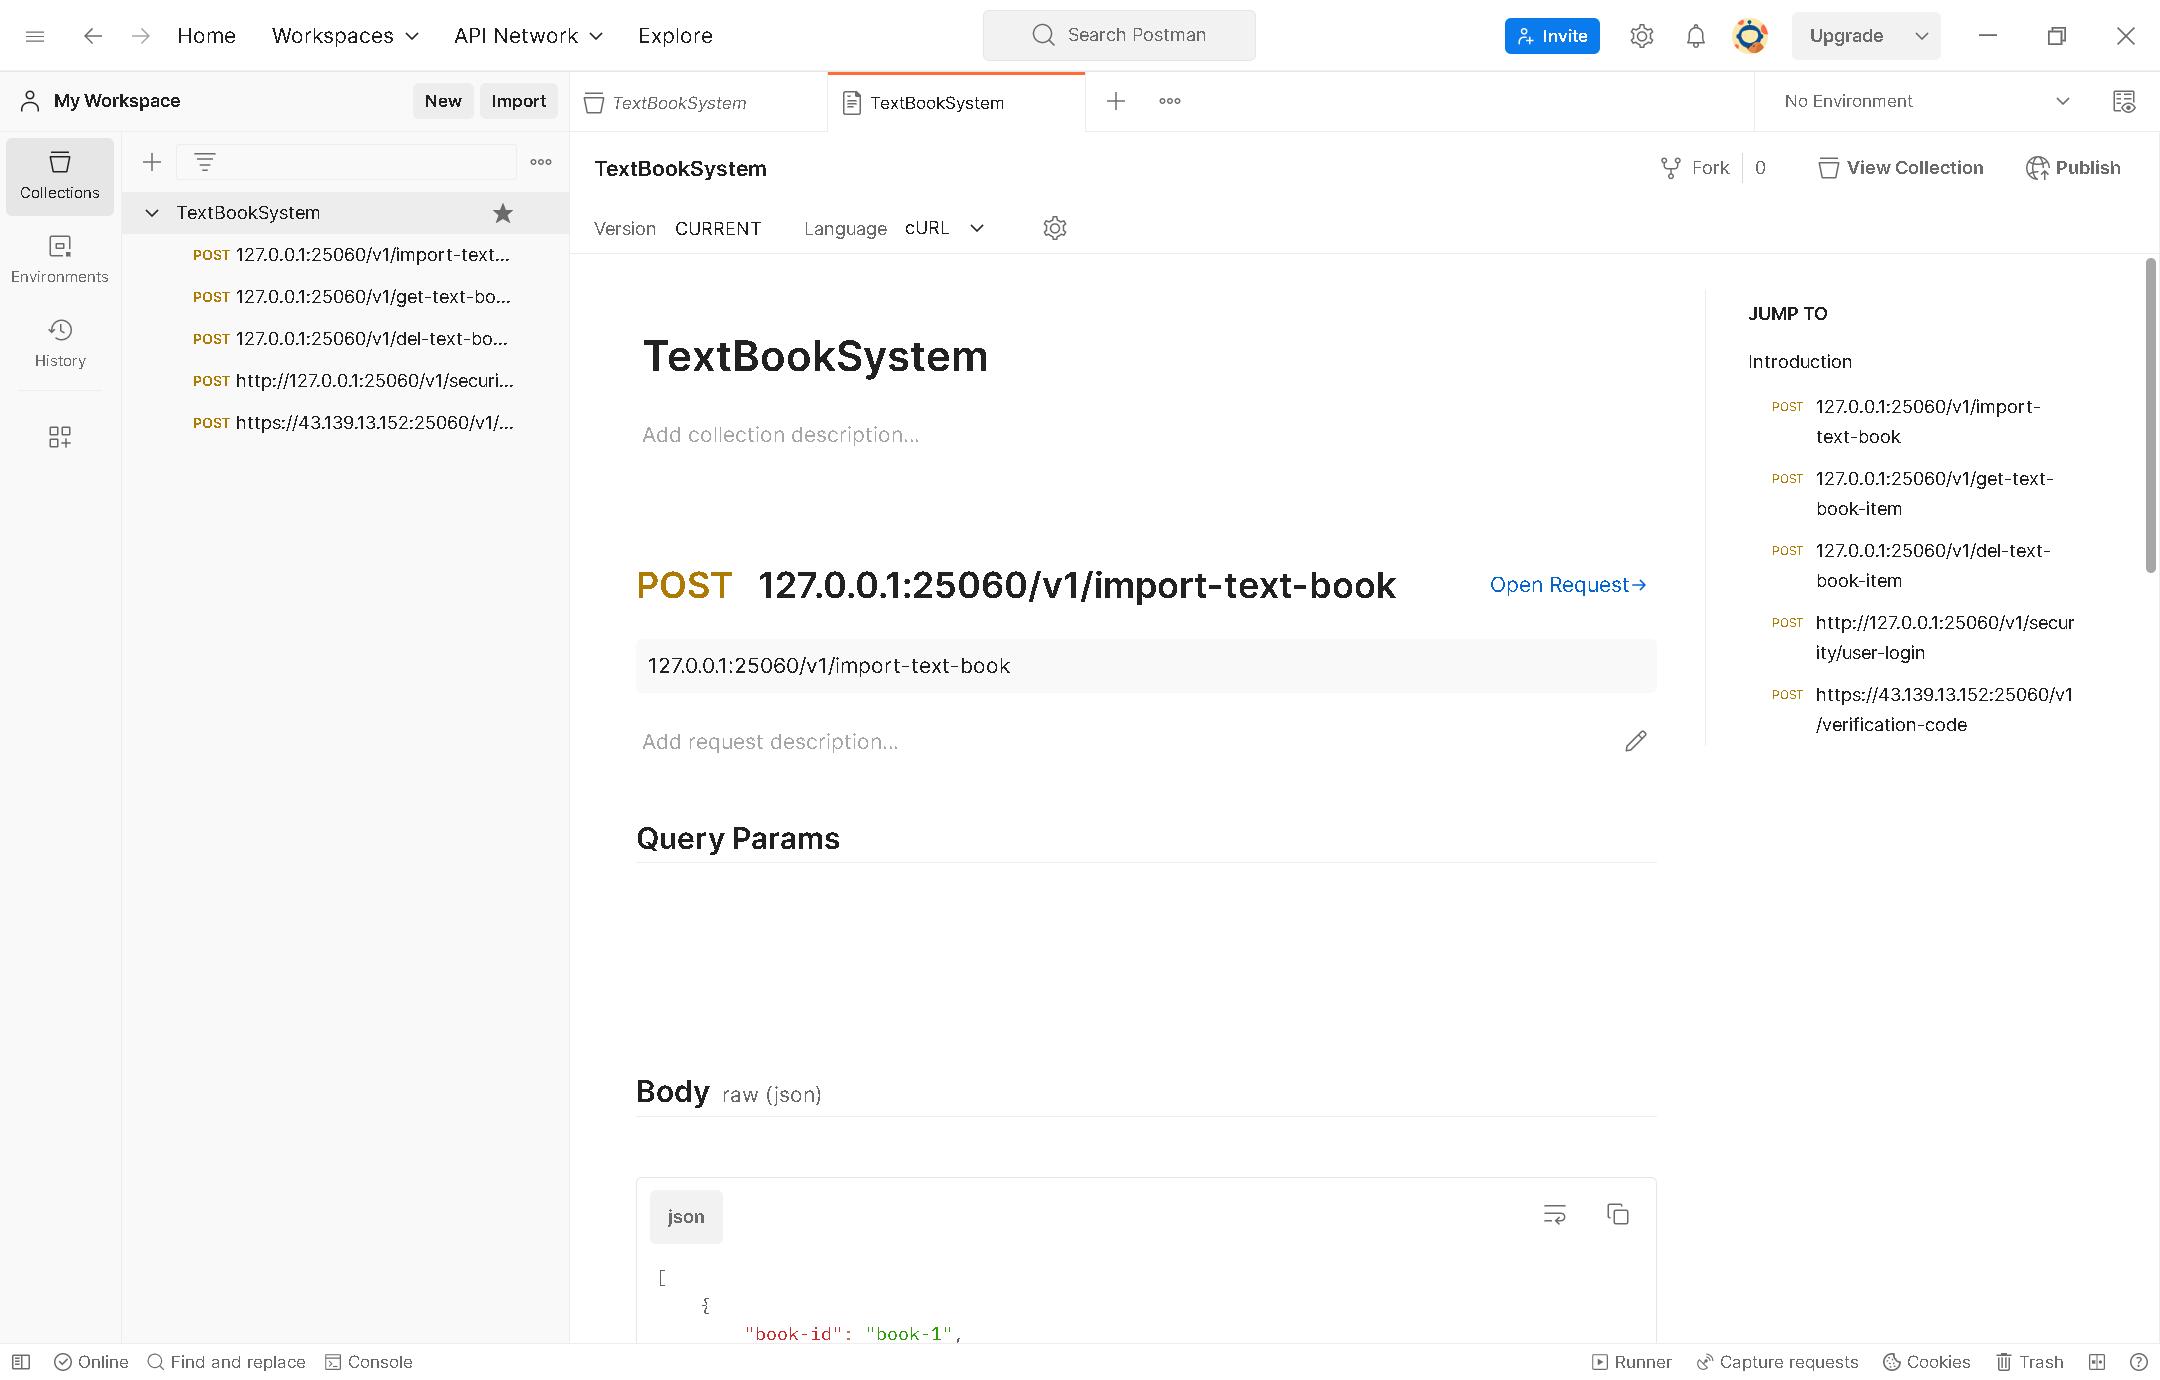 Home
Workspaces
API Network
Explore
Search Postman
Invite
Upgrade
My Workspace
New
Import
TextBookSystem
TextBookSystem
No Environment
Collections
Environments
History
TextBookSystem
POST 127.0.0.1:25060/v1/import-text...
POST 127.0.0.1:25060/v1/get-text-bo...
POST 127.0.0.1:25060/v1/del-text-bo...
POST http://127.0.0.1:25060/v1/securi...
POST https://43.139.13.152:25060/v1/...
TextBookSystem
Fork 0
View Collection
Publish
Version CURRENT
Language cURL
TextBookSystem
Add collection description...
POST 127.0.0.1:25060/v1/import-text-book
Open Request→
127.0.0.1:25060/v1/import-text-book
Add request description...
Query Params
Body raw (json)
json
[
{
"book-id": "book-1",
JUMP TO
Introduction
POST 127.0.0.1:25060/v1/import-
text-book
POST 127.0.0.1:25060/v1/get-text-
book-item
POST 127.0.0.1:25060/v1/del-text-
book-item
POST http://127.0.0.1:25060/v1/secur
ity/user-login
POST https://43.139.13.152:25060/v1
/verification-code
Online
Find and replace
Console
Runner
Capture requests
Cookies
Trash